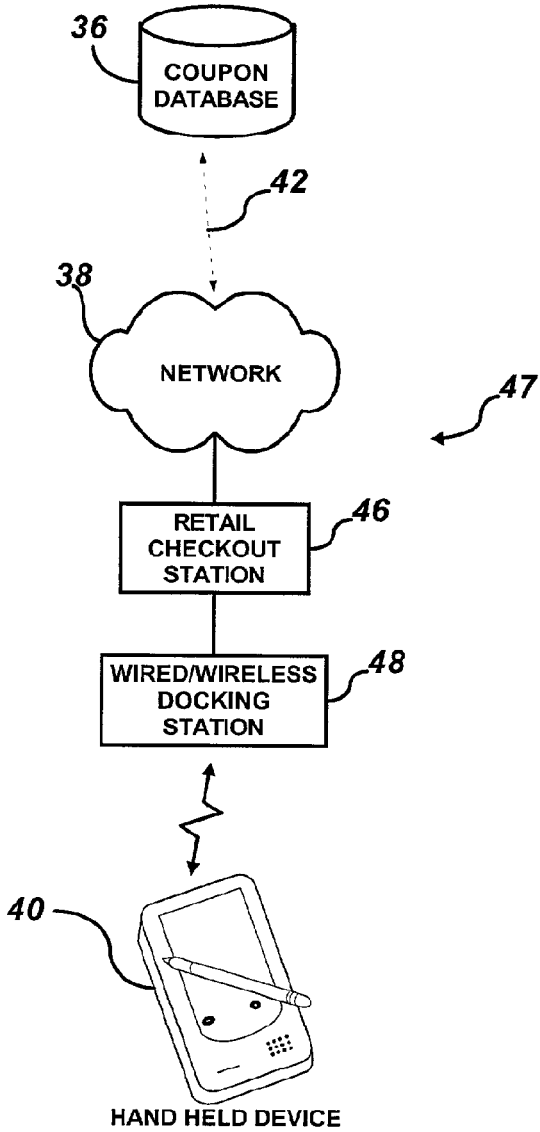 36
COUPON
DATABASE
42
38
NETWORK
47
RETAIL
CHECKOUT
STATION
46
WIRED/WIRELESS
DOCKING
STATION
48
40
HAND HELD DEVICE